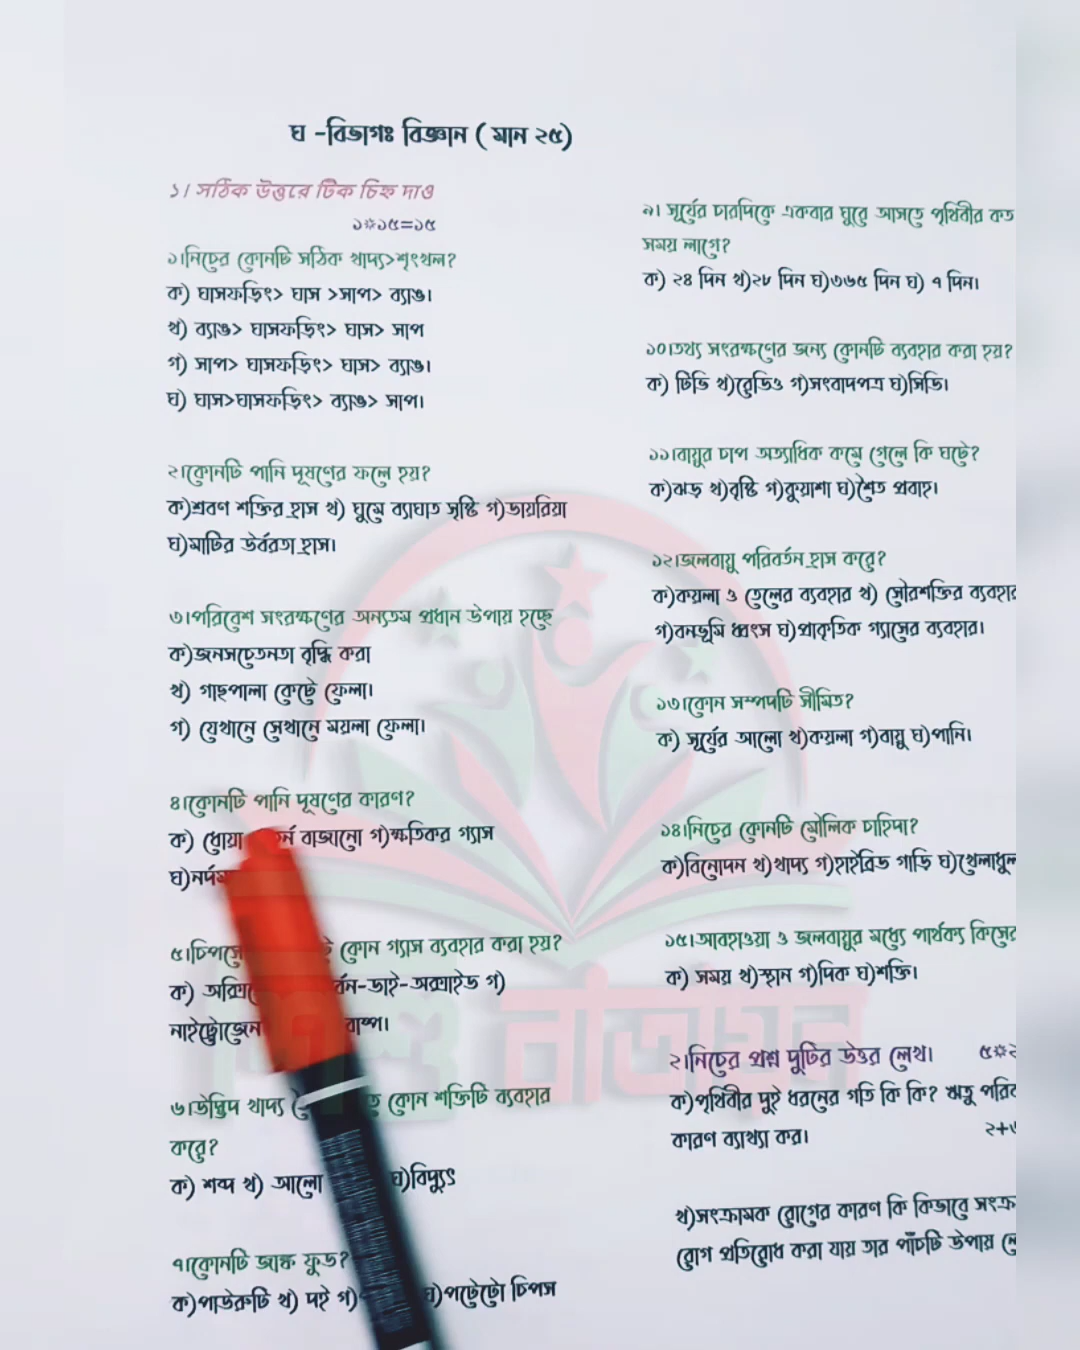 ঘ -বিভাগঃ বিজ্ঞান ( মান ২৫)
১। সঠিক উত্তরে টিক চিহ্ন দাও
১*১৫=১৫
১।নিচের কোনটি সঠিক খাদ্য>শৃংখল?
ক) ঘাসফড়িং> ঘাস >সাপ> ব্যাঙ।
খ) ব্যাঙ> ঘাসফড়িং> ঘাস> সাপ
গ) সাপ> ঘাসফড়িং> ঘাস> ব্যাঙ।
ঘ) ঘাস>ঘাসফড়িং> ব্যাঙ> সাপ।
২।কোনটি পানি দূষণের ফলে হয়?
ক)শ্রবণ শক্তির হ্রাস খ) ঘুমে ব্যাঘাত সৃষ্টি গ)ডায়রিয়া
ঘ)মাটির উর্বরতা হ্রাস।
৩।পরিবেশ সংরক্ষণের অন্যতম প্রধান উপায় হচ্ছে
ক)জনসচেতনতা বৃদ্ধি করা
খ) গাছপালা কেটে ফেলা।
গ) যেখানে সেখানে ময়লা ফেলা।
৪।কোনটি পানি দূষণের কারণ?
ক) ধোয়া বাজানো গ)ক্ষতিকর গ্যাস
ঘ)
৫।চিপসে কোন গ্যাস ব্যবহার করা হয়?
ক) র্বন-ডাই-অক্সাইড গ)
নাইট্রোজেন বাষ্প।
৬।উদ্ভিদ খাদ্য কোন শক্তিটি ব্যবহার
করে?
ক) শব্দ খ) আলো ঘ)বিদ্যুৎ
৭।কোনটি জাঙ্ক ফুড?
ক)পাউরুটি খ) দই গ) ঘ)পটেটো চিপস
৯। সূর্যের চারদিকে একবার ঘুরে আসতে পৃথিবীর কত
সময় লাগে?
ক) ২৪ দিন খ)২৮ দিন ঘ)৩৬৫ দিন ঘ) ৭ দিন।
১০।তথ্য সংরক্ষণের জন্য কোনটি ব্যবহার করা হয়?
ক) টিভি খ)রেডিও গ)সংবাদপত্র ঘ)সিডি।
১১।বায়ুর চাপ অত্যাধিক কমে গেলে কি ঘটে?
ক)ঝড় খ)বৃষ্টি গ)কুয়াশা ঘ)শৈত প্রবাহ।
১২।জলবায়ু পরিবর্তন হ্রাস করে?
ক)কয়লা ও তেলের ব্যবহার খ) সৌরশক্তির ব্যবহার
গ)বনভূমি ধ্বংস ঘ)প্রাকৃতিক গ্যাসের ব্যবহার।
১৩।কোন সম্পদটি সীমিত?
ক) সূর্যের আলো খ)কয়লা গ)বায়ু ঘ)পানি।
১৪।নিচের কোনটি মৌলিক চাহিদা?
ক)বিনোদন খ)খাদ্য গ)হাইব্রিড গাড়ি ঘ)খেলাধুল
১৫।আবহাওয়া ও জলবায়ুর মধ্যে পার্থক্য কিসের
ক) সময় খ)স্থান গ)দিক ঘ)শক্তি।
২।নিচের প্রশ্ন দুটির উত্তর লেখ। ৫*২
ক)পৃথিবীর দুই ধরনের গতি কি কি? ঋতু পরিব
কারণ ব্যাখ্যা কর। ২+
খ)সংক্রামক রোগের কারণ কি কিভাবে সংক্র
রোগ প্রতিরোধ করা যায় তার পাঁচটি উপায়
শিশু বাতায়ন